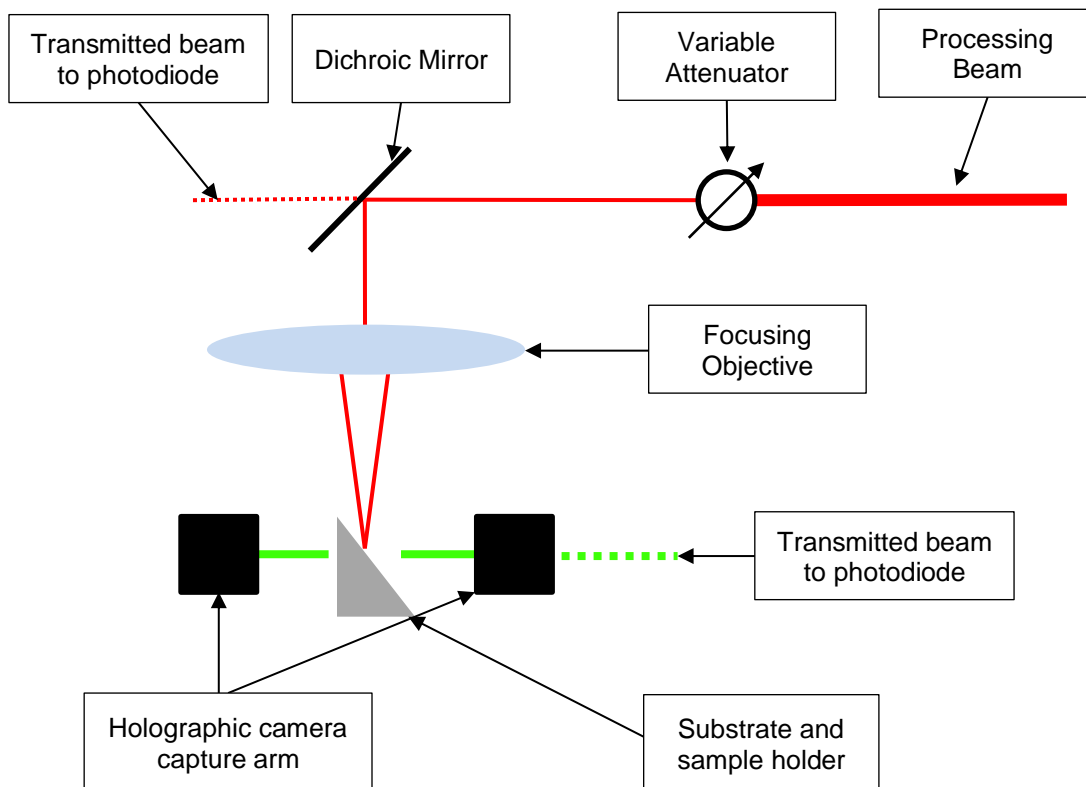 Transmitted beam
to photodiode
Dichroic Mirror
Variable
Attenuator
Processing
Beam
Focusing
Objective
Transmitted beam
to photodiode
Holographic camera
capture arm
Substrate and
sample holder